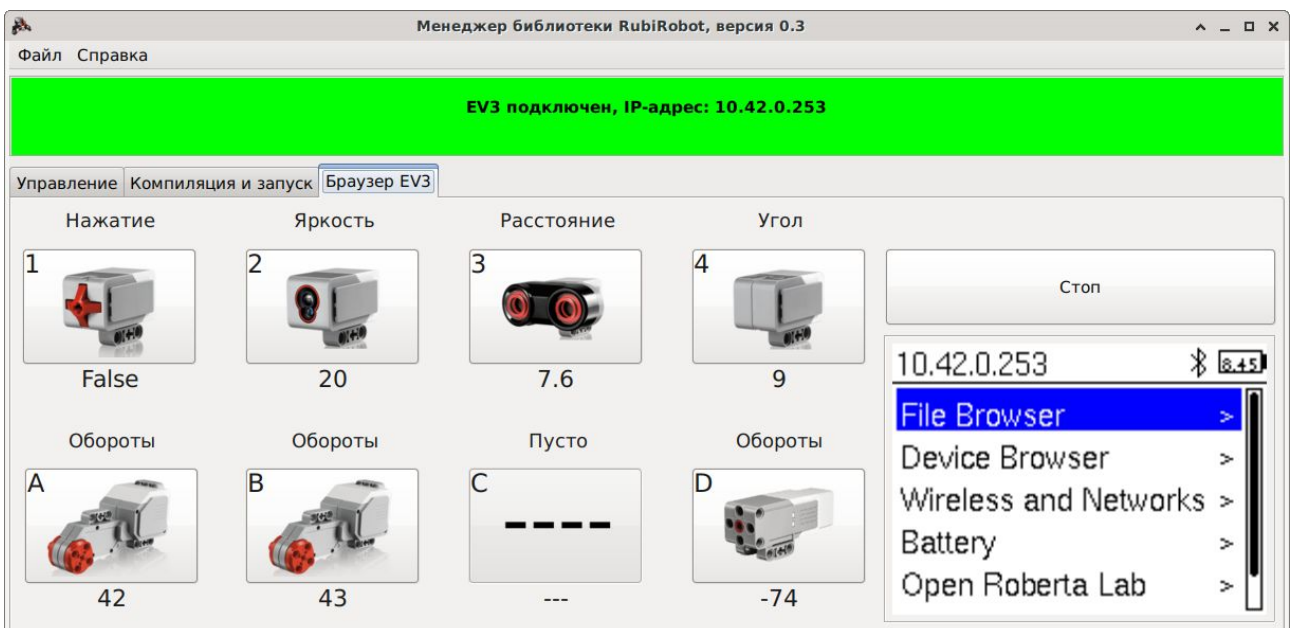 Менеджер библиотеки RubiRobot, версия 0.3
Файл Справка
EV3 подключен, IP-адрес: 10.42.0.253
Управление Компиляция и запуск Браузер EV3
Нажатие Яркость Расстояние Угол
1 2 3 4
False 20 7.6 9
Обороты Обороты Пусто Обороты
A B C D
----
42 43 --- -74
Стоп
10.42.0.253 8.45
File Browser >
Device Browser >
Wireless and Networks >
Battery >
Open Roberta Lab >